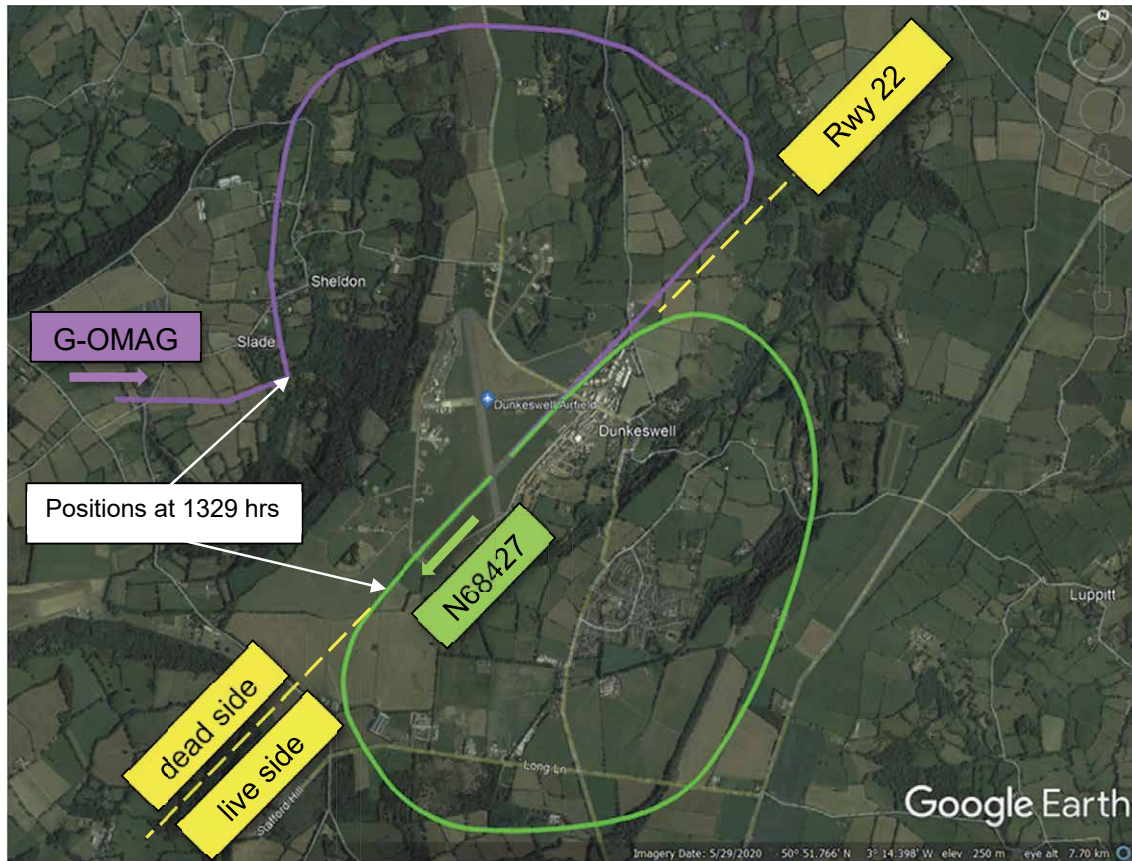 N
Rwy 22
Sheldon
G-OMAG
Slade
Dunkeswell Airfield
Dunkeswell
Positions at 1329 hrs
N68427
Luppitt
dead side
live side
Long Ln
Stafford Hill
Google Earth
Imagery Date: 5/29/2020 50° 51.766' N 3° 14.398' W elev 250 m eye alt 7.70 km